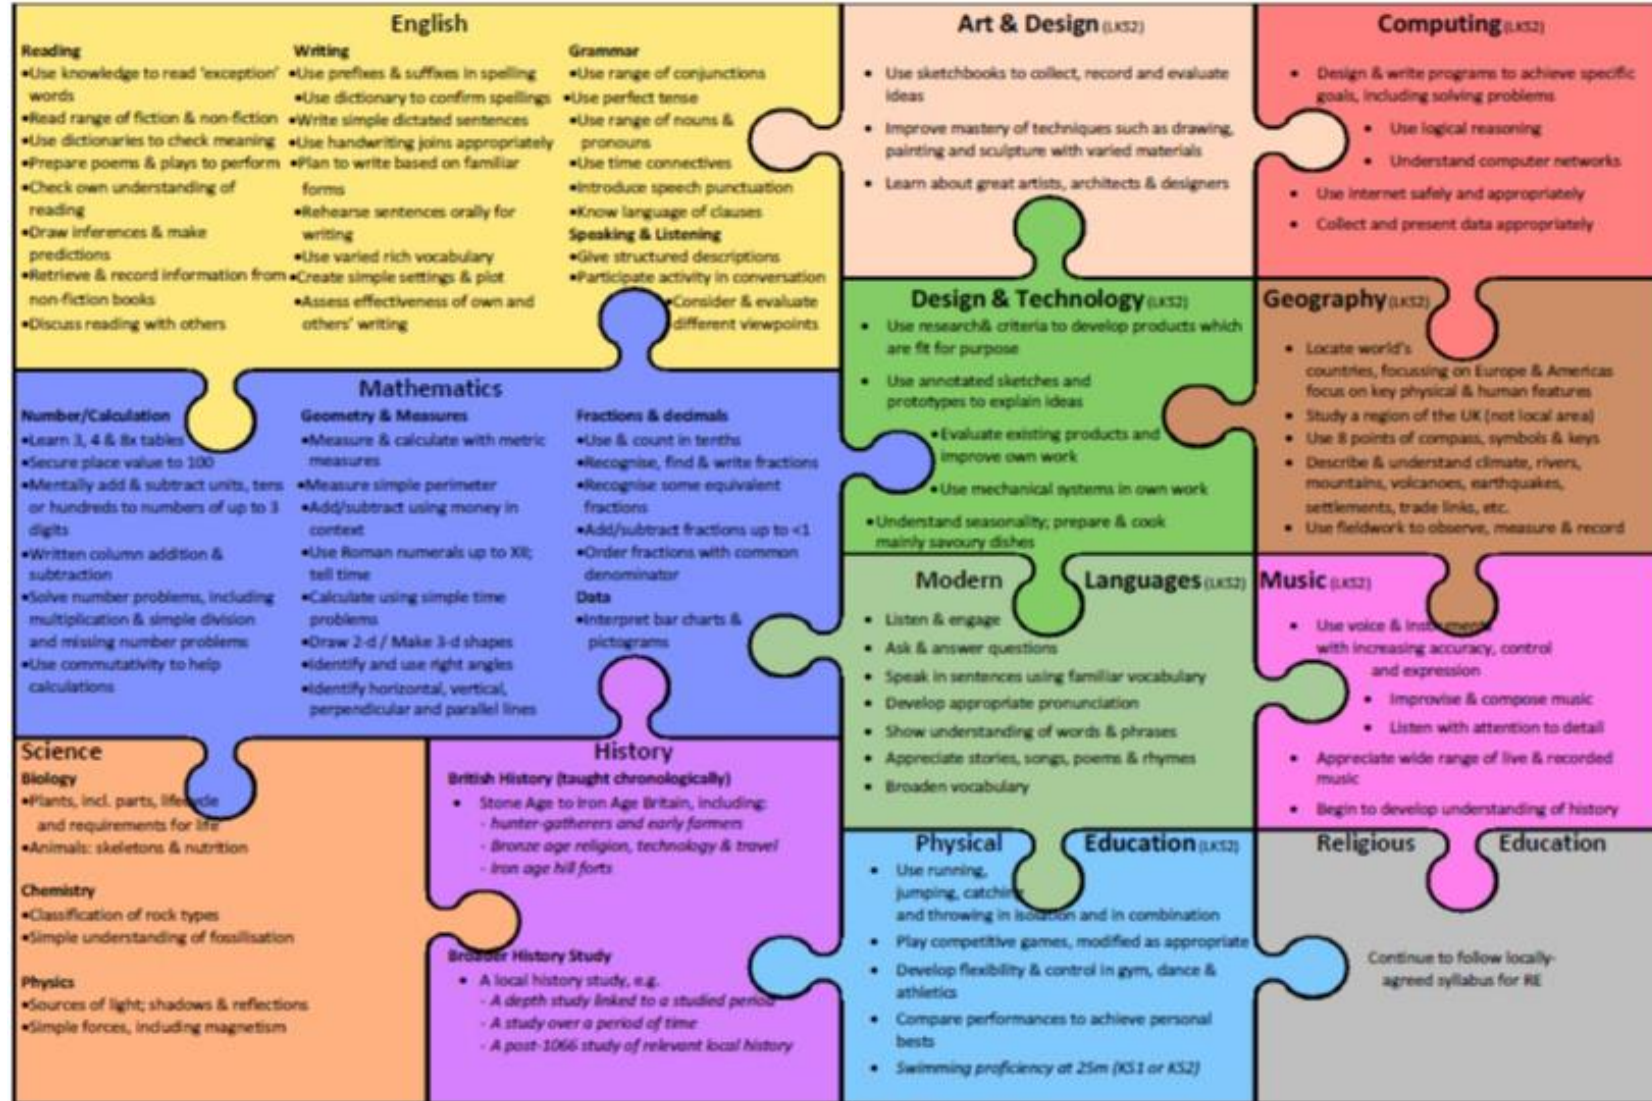 English
Reading
•Use knowledge to read 'exception'
words
•Read range of fiction & non-fiction
•Use dictionaries to check meaning
•Prepare poems & plays to perform
•Check own understanding of
reading
•Draw inferences & make
predictions
•Retrieve & record information from
non-fiction books
•Discuss reading with others
Writing
•Use prefixes & suffixes in spelling
•Use dictionary to confirm spellings
•Write simple dictated sentences
•Use handwriting joins appropriately
•Plan to write based on familiar
forms
•Rehearse sentences orally for
writing
•Use varied rich vocabulary
•Create simple settings & plot
•Assess effectiveness of own and
others' writing
Grammar
•Use range of conjunctions
•Use perfect tense
•Use range of nouns &
pronouns
•Use time connectives
•Introduce speech punctuation
•Know language of clauses
Speaking & Listening
•Give structured descriptions
•Participate activity in conversation
•Consider & evaluate
different viewpoints
Art & Design (LKS2)
• Use sketchbooks to collect, record and evaluate
ideas
• Improve mastery of techniques such as drawing,
painting and sculpture with varied materials
• Learn about great artists, architects & designers
Computing (LKS2)
• Design & write programs to achieve specific
goals, including solving problems
• Use logical reasoning
• Understand computer networks
• Use internet safely and appropriately
• Collect and present data appropriately
Mathematics
Number/Calculation
•Learn 3, 4 & 8x tables
•Secure place value to 100
•Mentally add & subtract units, tens
or hundreds to numbers of up to 3
digits
•Written column addition &
subtraction
•Solve number problems, including
multiplication & simple division
and missing number problems
•Use commutativity to help
calculations
Geometry & Measures
•Measure & calculate with metric
measures
•Measure simple perimeter
•Add/subtract using money in
context
•Use Roman numerals up to XII;
tell time
•Calculate using simple time
problems
•Draw 2-d / Make 3-d shapes
•Identify and use right angles
•Identify horizontal, vertical,
perpendicular and parallel lines
Fractions & decimals
•Use & count in tenths
•Recognise, find & write fractions
•Recognise some equivalent
fractions
•Add/subtract fractions up to <1
•Order fractions with common
denominator
Data
•Interpret bar charts &
pictograms
Design & Technology (LKS2)
• Use research& criteria to develop products which
are fit for purpose
• Use annotated sketches and
prototypes to explain ideas
•Evaluate existing products and
improve own work
•Use mechanical systems in own work
•Understand seasonality; prepare & cook
mainly savoury dishes
Geography (LKS2)
• Locate world's
countries, focussing on Europe & Americas
focus on key physical & human features
• Study a region of the UK (not local area)
• Use 8 points of compass, symbols & keys
• Describe & understand climate, rivers,
mountains, volcanoes, earthquakes,
settlements, trade links, etc.
• Use fieldwork to observe, measure & record
Modern Languages (LKS2)
• Listen & engage
• Ask & answer questions
• Speak in sentences using familiar vocabulary
• Develop appropriate pronunciation
• Show understanding of words & phrases
• Appreciate stories, songs, poems & rhymes
• Broaden vocabulary
Music (LKS2)
• Use voice & instruments
with increasing accuracy, control
and expression
• Improvise & compose music
• Listen with attention to detail
• Appreciate wide range of live & recorded
music
• Begin to develop understanding of history
Science
Biology
•Plants, incl. parts, lifecycle
and requirements for life
•Animals: skeletons & nutrition
Chemistry
•Classification of rock types
•Simple understanding of fossilisation
Physics
•Sources of light; shadows & reflections
•Simple forces, including magnetism
History
British History (taught chronologically)
• Stone Age to Iron Age Britain, including:
- hunter-gatherers and early farmers
- Bronze age religion, technology & travel
- Iron age hill forts
Broader History Study
• A local history study, e.g.
- A depth study linked to a studied period
- A study over a period of time
- A post-1066 study of relevant local history
Physical Education (LKS2)
• Use running,
jumping, catching
and throwing in isolation and in combination
• Play competitive games, modified as appropriate
• Develop flexibility & control in gym, dance &
athletics
• Compare performances to achieve personal
bests
• Swimming proficiency at 25m (KS1 or KS2)
Religious Education
Continue to follow locally-
agreed syllabus for RE